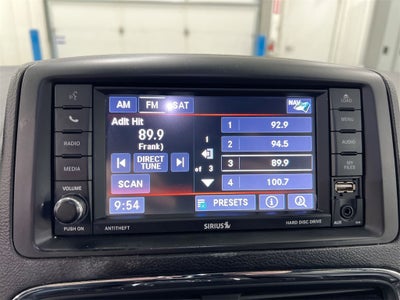 AM FM SAT NAV
Adlt Hit
89.9
Frank)
DIRECT
TUNE
SCAN
9:54
1
of 3
1 92.9
2 94.5
3 89.9
4 100.7
PRESETS
RADIO
MEDIA
VOLUME
PUSH ON
ANTITHEFT
SIRIUS
HARD DISC DRIVE
LOAD
MENU
AUDIO
MY
FILES
AUX